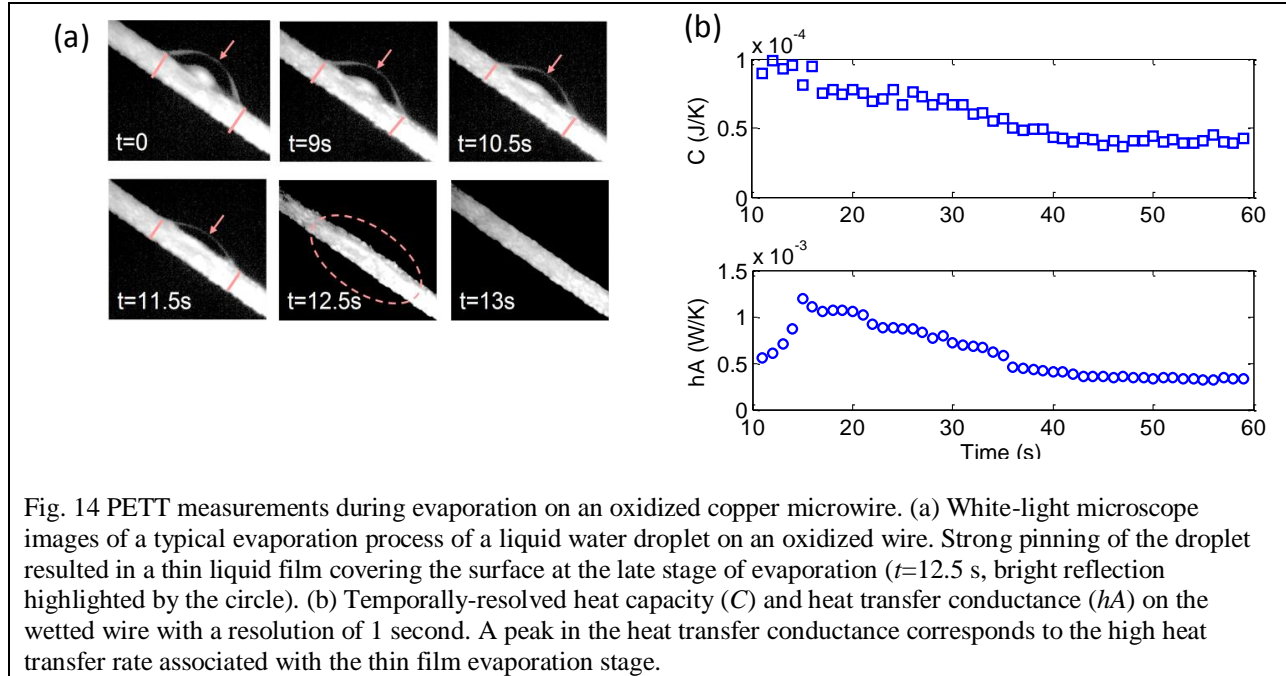 (a)
t=0
t=9s
t=10.5s
t=11.5s
t=12.5s
t=13s
(b)
x 10⁻⁴
1
0.5
0
C (J/K)
10 20 30 40 50 60
x 10⁻³
1.5
1
0.5
0
hA (W/K)
10 20 30 40 50 60
Time (s)
Fig. 14 PETT measurements during evaporation on an oxidized copper microwire. (a) White-light microscope
images of a typical evaporation process of a liquid water droplet on an oxidized wire. Strong pinning of the droplet
resulted in a thin liquid film covering the surface at the late stage of evaporation (t=12.5 s, bright reflection
highlighted by the circle). (b) Temporally-resolved heat capacity (C) and heat transfer conductance (hA) on the
wetted wire with a resolution of 1 second. A peak in the heat transfer conductance corresponds to the high heat
transfer rate associated with the thin film evaporation stage.